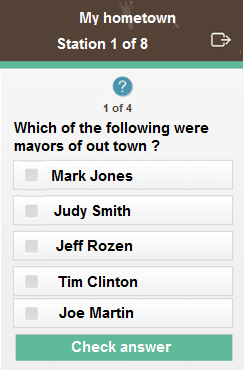 My hometown
Station 1 of 8
?
1 of 4
Which of the following were
mayors of out town ?
Mark Jones
Judy Smith
Jeff Rozen
Tim Clinton
Joe Martin
Check answer